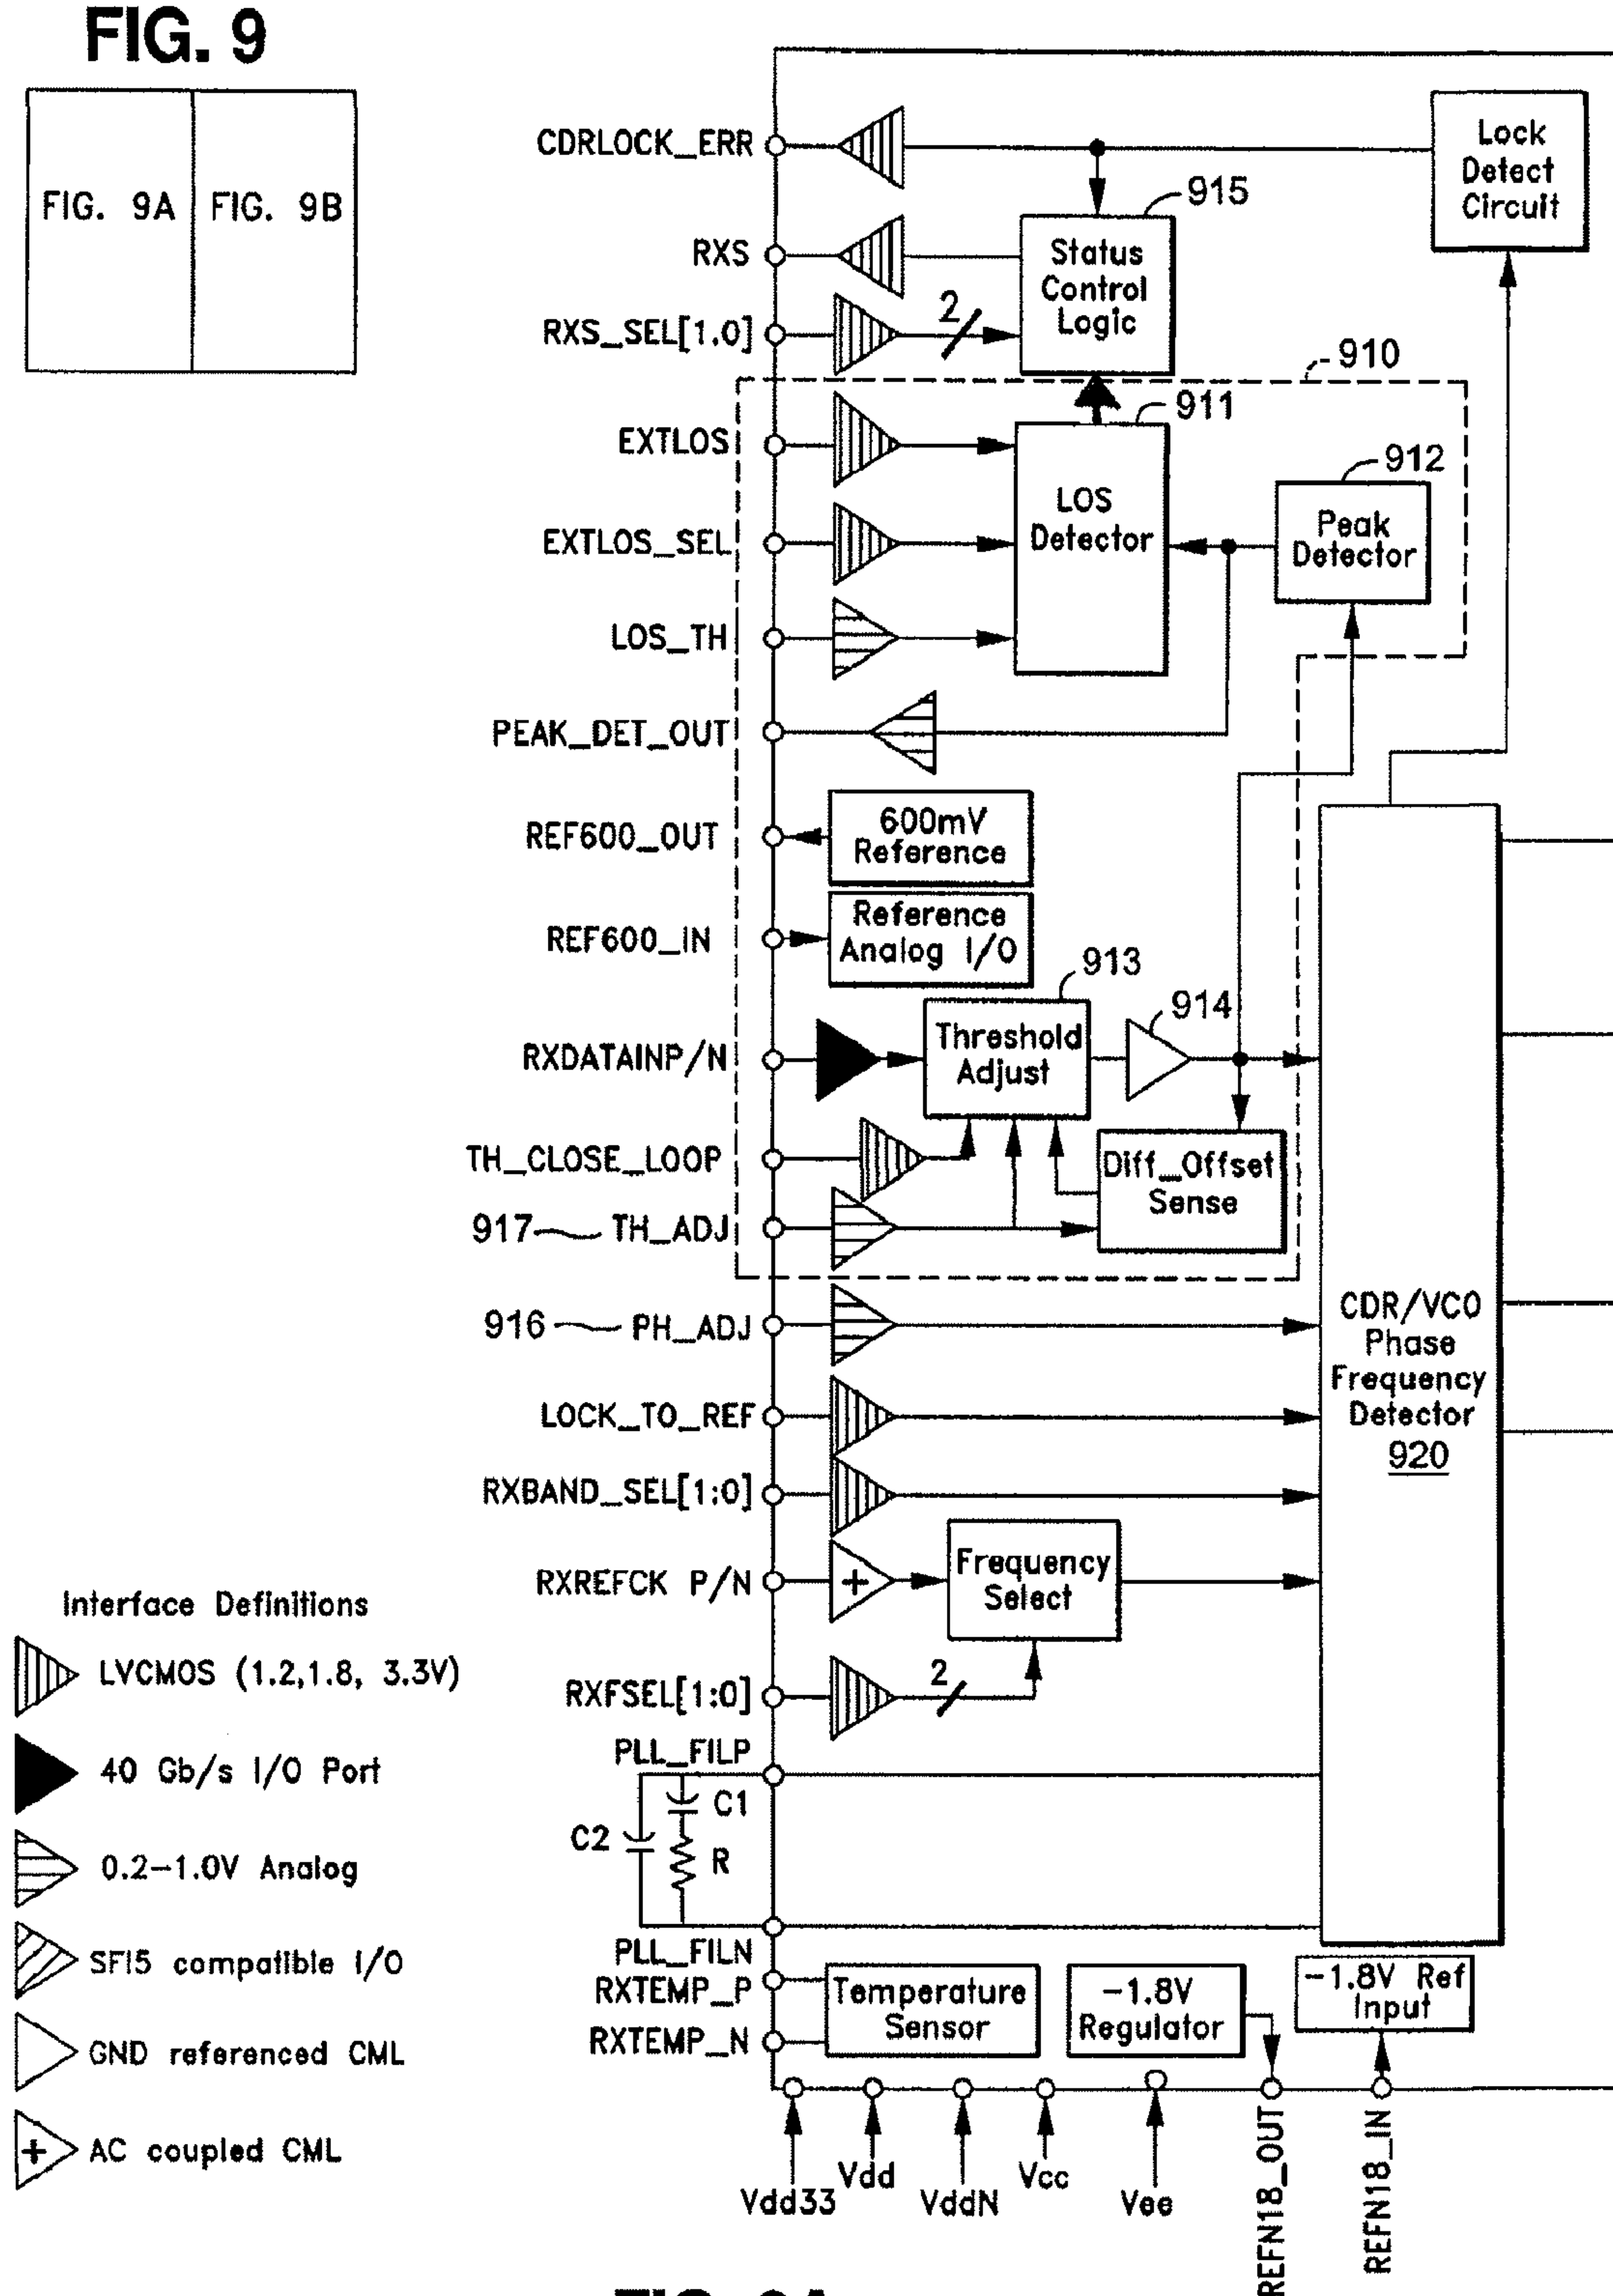 FIG. 9
FIG. 9A
FIG. 9B
CDRLOCK_ERR
Lock
Detect
Circuit
915
RXS
Status
Control
Logic
RXS_SEL[1.0]
2
910
EXTLOS
911
912
LOS
Detector
Peak
Detector
EXTLOS_SEL
LOS_TH
PEAK_DET_OUT
REF600_OUT
600mV
Reference
REF600_IN
Reference
Analog I/O
913
914
RXDATAINP/N
Threshold
Adjust
TH_CLOSE_LOOP
Diff_Offset
Sense
917
TH_ADJ
916
PH_ADJ
CDR/VCO
Phase
Frequency
Detector
920
LOCK_TO_REF
RXBAND_SEL[1:0]
RXREFCK P/N
+
Frequency
Select
RXFSEL[1:0]
2
PLL_FILP
C1
C2
R
PLL_FILN
RXTEMP_P
RXTEMP_N
Temperature
Sensor
-1.8V
Regulator
-1.8V Ref
Input
Vdd33
Vdd
VddN
Vcc
Vee
REFN18_OUT
REFN18_IN
Interface Definitions
LVCMOS (1.2,1.8, 3.3V)
40 Gb/s I/O Port
0.2-1.0V Analog
SFI5 compatible I/O
GND referenced CML
+ AC coupled CML